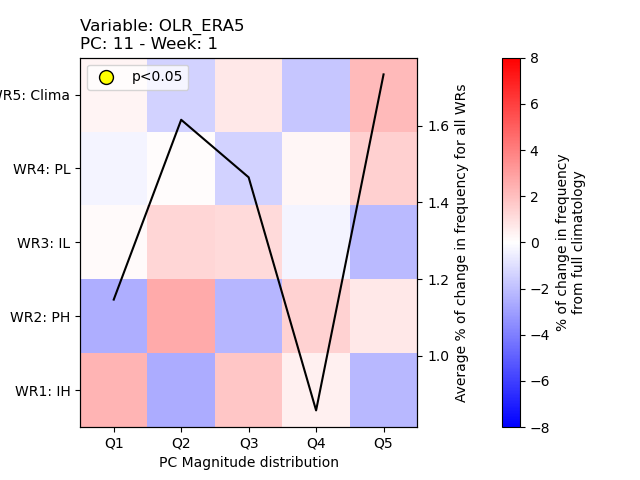 Variable: OLR_ERA5
PC: 11 - Week: 1
p<0.05
WR5: Clima
WR4: PL
WR3: IL
WR2: PH
WR1: IH
Q1
Q2
Q3
Q4
Q5
PC Magnitude distribution
1.6
1.4
1.2
1.0
Average % of change in frequency for all WRs
8
6
4
2
0
−2
−4
−6
−8
% of change in frequency
from full climatology